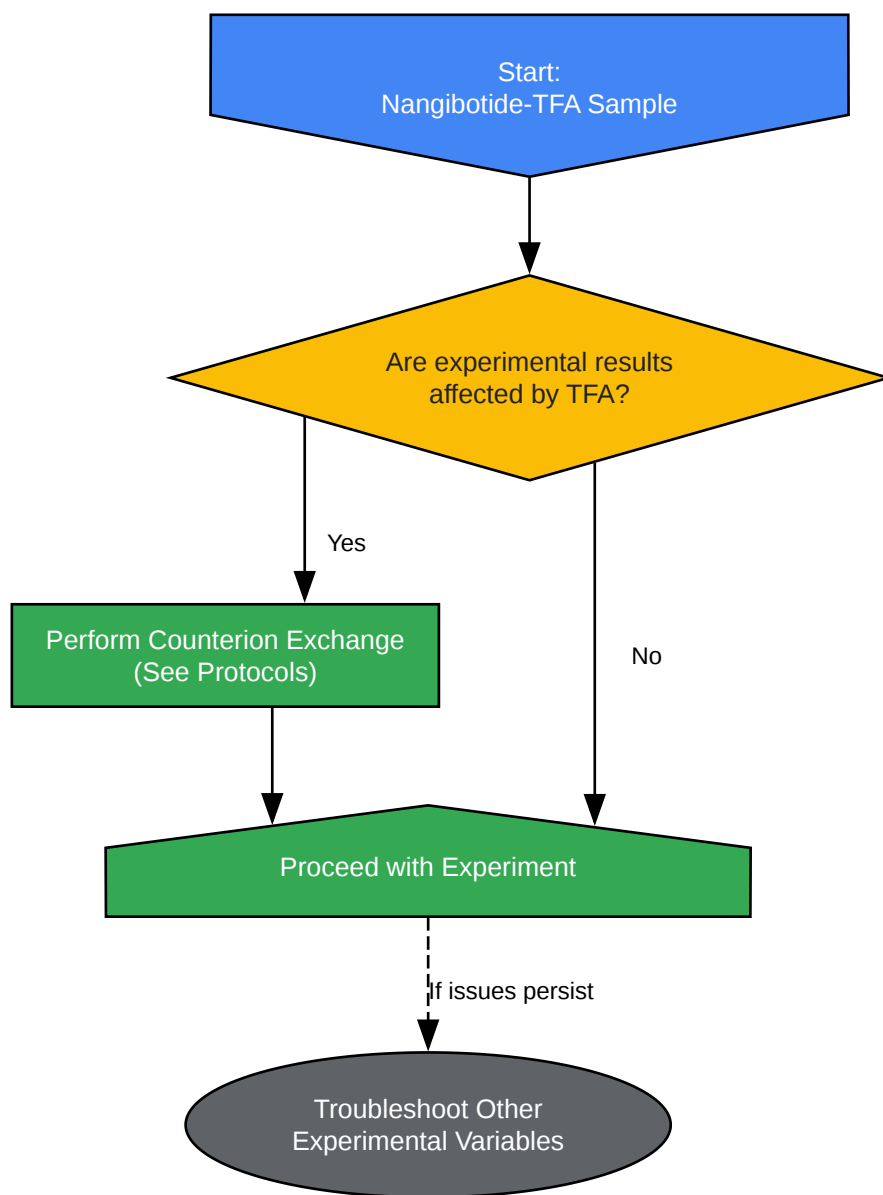 Start:
Nangibotide-TFA Sample
Are experimental results
affected by TFA?
Yes
Perform Counterion Exchange
(See Protocols)
No
Proceed with Experiment
If issues persist
Troubleshoot Other
Experimental Variables